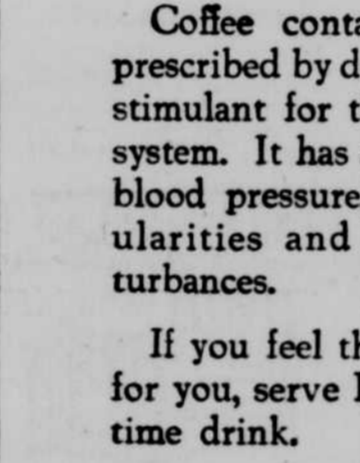 Coffee conta
prescribed by d
stimulant for t
system. It has
blood pressure
ularities and
turbances.
If you feel th
for you, serve
time drink.